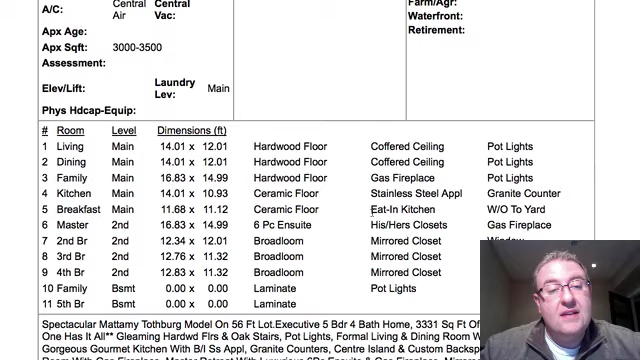 A/C: Central Air Central Vac: Farm/Agr:
Waterfront:
Apx Age: Retirement:
Apx Sqft: 3000-3500
Assessment:
Elev/Lift: Laundry Lev: Main
Phys Hdcap-Equip:
# Room Level Dimensions (ft)
1 Living Main 14.01 x 12.01 Hardwood Floor Coffered Ceiling Pot Lights
2 Dining Main 14.01 x 12.01 Hardwood Floor Coffered Ceiling Pot Lights
3 Family Main 16.83 x 14.99 Hardwood Floor Gas Fireplace Pot Lights
4 Kitchen Main 14.01 x 10.93 Ceramic Floor Stainless Steel Appl Granite Counter
5 Breakfast Main 11.68 x 11.12 Ceramic Floor Eat-In Kitchen W/O To Yard
6 Master 2nd 16.83 x 14.99 6 Pc Ensuite His/Hers Closets Gas Fireplace
7 2nd Br 2nd 12.34 x 12.01 Broadloom Mirrored Closet Window
8 3rd Br 2nd 12.76 x 11.32 Broadloom Mirrored Closet
9 4th Br 2nd 12.83 x 11.32 Broadloom Mirrored Closet
10 Family Bsmt 0.00 x 0.00 Laminate Pot Lights
11 5th Br Bsmt 0.00 x 0.00 Laminate
Spectacular Mattamy Tothburg Model On 56 Ft Lot.Executive 5 Bdr 4 Bath Home, 3331 Sq Ft Of
One Has It All** Gleaming Hardwd Flrs & Oak Stairs, Pot Lights, Formal Living & Dining Room W
Gorgeous Gourmet Kitchen With B/I Ss Appl, Granite Counters, Centre Island & Custom Backsp